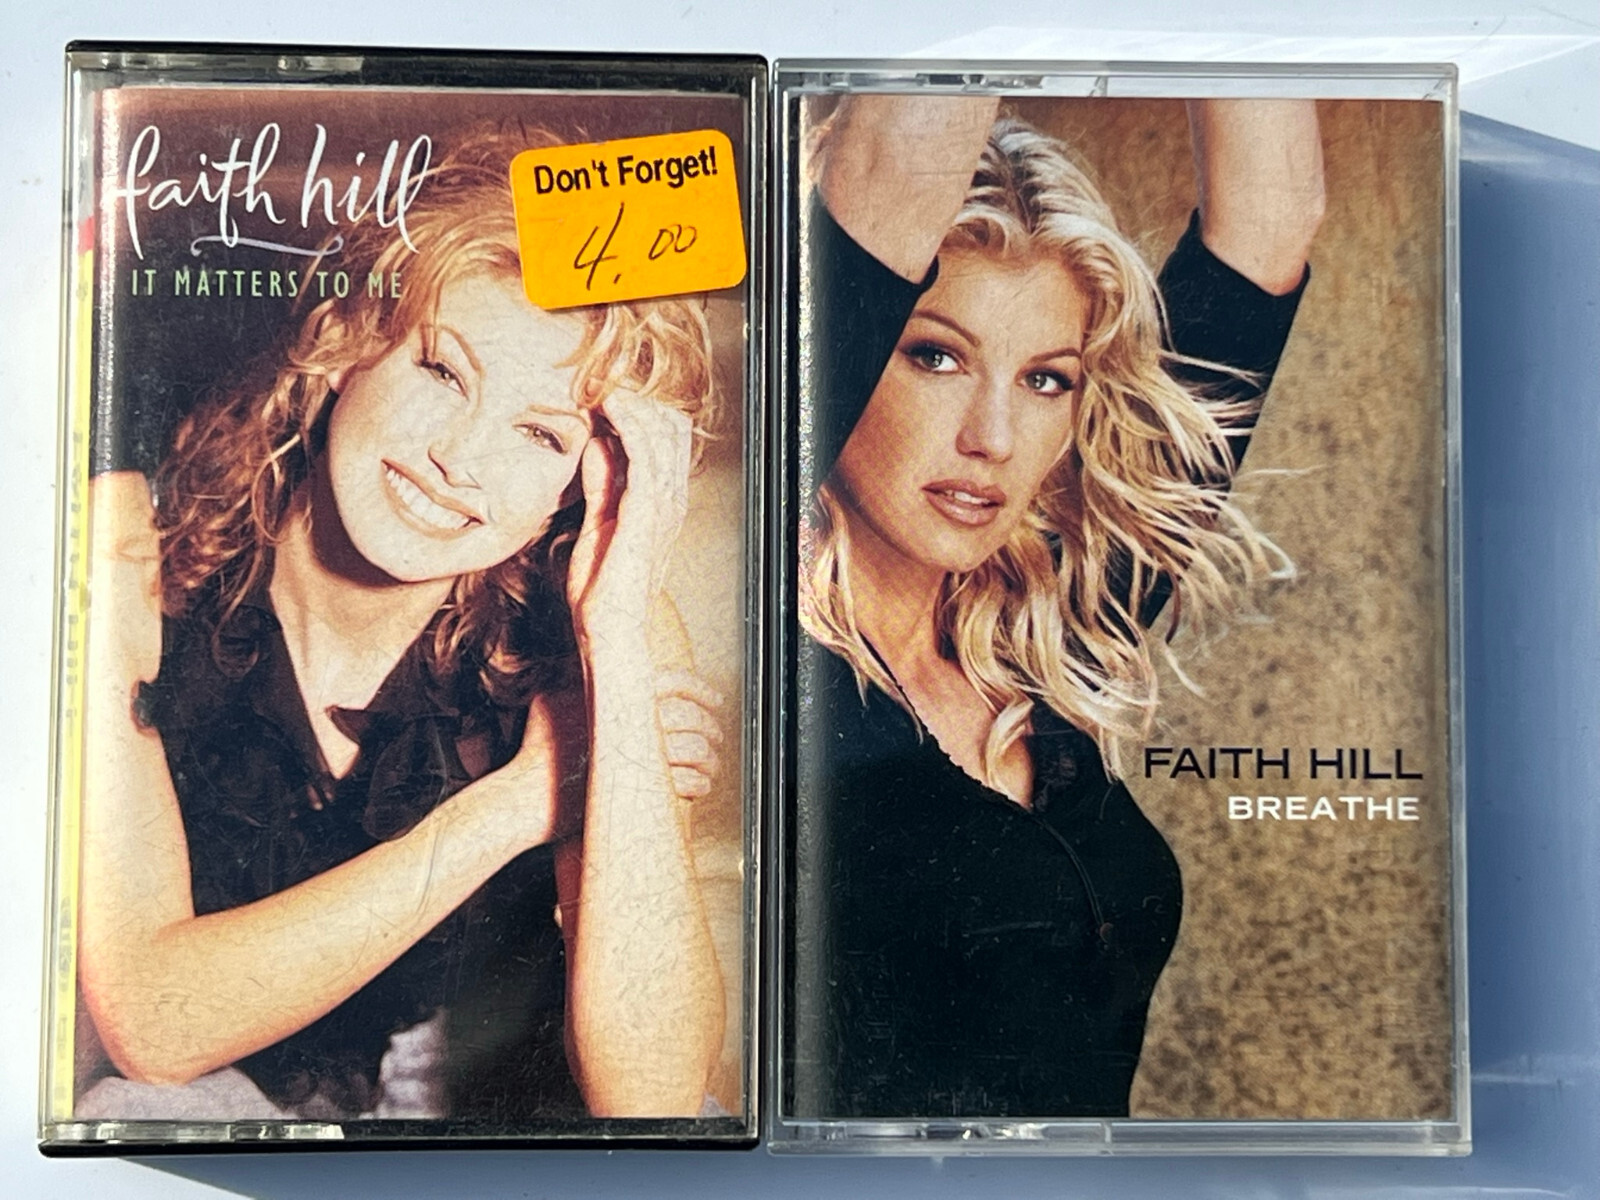 faith hill
IT MATTERS TO ME
Don't Forget!
4.00
FAITH HILL
BREATHE